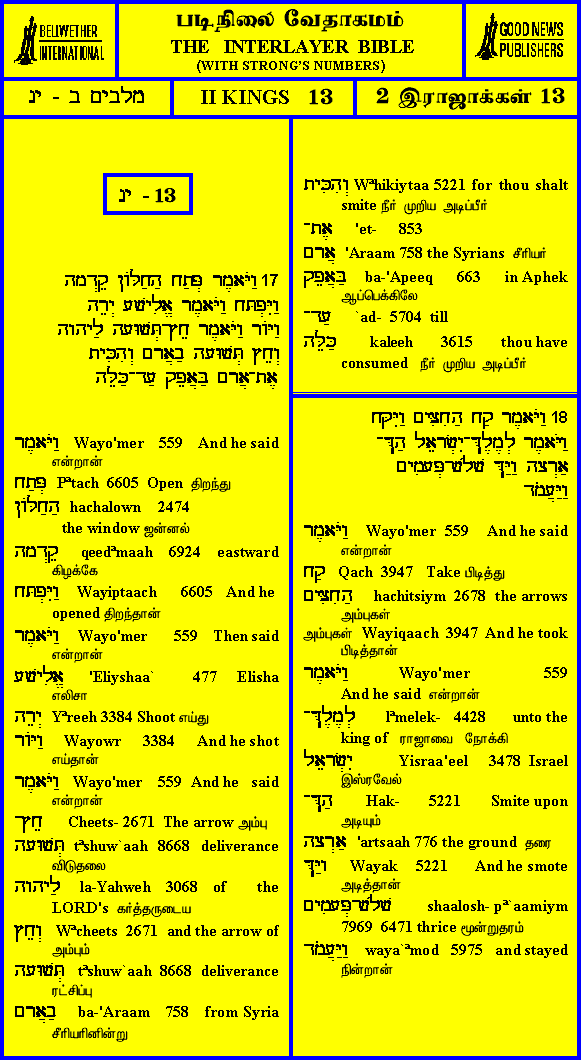 BELLWETHER
INTERNATIONAL
படிநிலை வேதாகமம்
THE INTERLAYER BIBLE
(WITH STRONG'S NUMBERS)
GOOD NEWS
PUBLISHERS
מלכים ב - יג
II KINGS 13
2 இராஜாக்கள் 13
יג - 13
17 וַיֹּאמֶר פְּתַח הַחַלּוֹן קֵדְמָה
וַיִּפְתָּח וַיֹּאמֶר אֱלִישָׁע יְרֵה
וַיּוֹר וַיֹּאמֶר חֵץ־תְּשׁוּעָה לַיהוָה
וְחֵץ תְּשׁוּעָה בַאֲרָם וְהִכִּיתָ
אֶת־אֲרָם בַּאֲפֵק עַד־כַּלֵּה
וַיֹּאמֶר Wayo'mer 559 And he said
என்றான்
פְּתַח Pªtach 6605 Open திறந்து
הַחַלּוֹן hachalown 2474
the window ஜன்னல்
קֵדְמָה qeedªmaah 6924 eastward
கிழக்கே
וַיִּפְתָּח Wayiptaach 6605 And he
opened திறந்தான்
וַיֹּאמֶר Wayo'mer 559 Then said
என்றான்
אֱלִישָׁע 'Eliyshaa` 477 Elisha
எலிசா
יְרֵה Yªreeh 3384 Shoot எய்து
וַיּוֹר Wayowr 3384 And he shot
எய்தான்
וַיֹּאמֶר Wayo'mer 559 And he said
என்றான்
חֵץ Cheets- 2671 The arrow அம்பு
תְּשׁוּעָה tªshuw`aah 8668 deliverance
விடுதலை
לַיהוָה la-Yahweh 3068 of the
LORD's கர்த்தருடைய
וְחֵץ Wªcheets 2671 and the arrow of
அம்பும்
תְּשׁוּעָה tªshuw`aah 8668 deliverance
ரட்சிப்பு
בַאֲרָם ba-'Araam 758 from Syria
சீரியரினின்று
וְהִכִּיתָ Wªhikiytaa 5221 for thou shalt
smite நீர் முறிய அடிப்பீர்
אֶת־ 'et- 853
אֲרָם 'Araam 758 the Syrians சீரியர்
בַּאֲפֵק ba-'Apeeq 663 in Aphek
ஆப்பெக்கிலே
עַד־ `ad- 5704 till
כַּלֵּה kaleeh 3615 thou have
consumed நீர் முறிய அடிப்பீர்
18 וַיֹּאמֶר קַח הַחִצִּים וַיִּקָּח
וַיֹּאמֶר לְמֶלֶךְ־יִשְׂרָאֵל הַךְ־
אַרְצָה וַיַּךְ שָׁלֹשׁ־פְּעָמִים
וַיַּעֲמֹד
וַיֹּאמֶר Wayo'mer 559 And he said
என்றான்
קַח Qach 3947 Take பிடித்து
הַחִצִּים hachitsiym 2678 the arrows
அம்புகள்
அம்புகள் Wayiqaach 3947 And he took
பிடித்தான்
וַיֹּאמֶר Wayo'mer 559
And he said என்றான்
לְמֶלֶךְ־ lªmelek- 4428 unto the
king of ராஜாவை நோக்கி
יִשְׂרָאֵל Yisraa'eel 3478 Israel
இஸ்ரவேல்
הַךְ־ Hak- 5221 Smite upon
அடியும்
אַרְצָה 'artsaah 776 the ground தரை
וַיַּךְ Wayak 5221 And he smote
அடித்தான்
שָׁלֹשׁ־פְּעָמִים shaalosh- pª`aamiym
7969 6471 thrice மூன்றுதரம்
וַיַּעֲמֹד waya`ªmod 5975 and stayed
நின்றான்